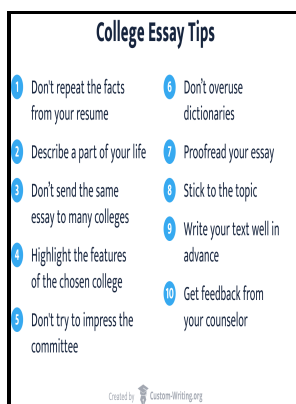 College Essay Tips
1 Don't repeat the facts
from your resume
2 Describe a part of your life
3 Don't send the same
essay to many colleges
4 Highlight the features
of the chosen college
5 Don't try to impress the
committee
6 Don't overuse
dictionaries
7 Proofread your essay
8 Stick to the topic
9 Write your text well in
advance
10 Get feedback from
your counselor
Created by Custom-Writing.org